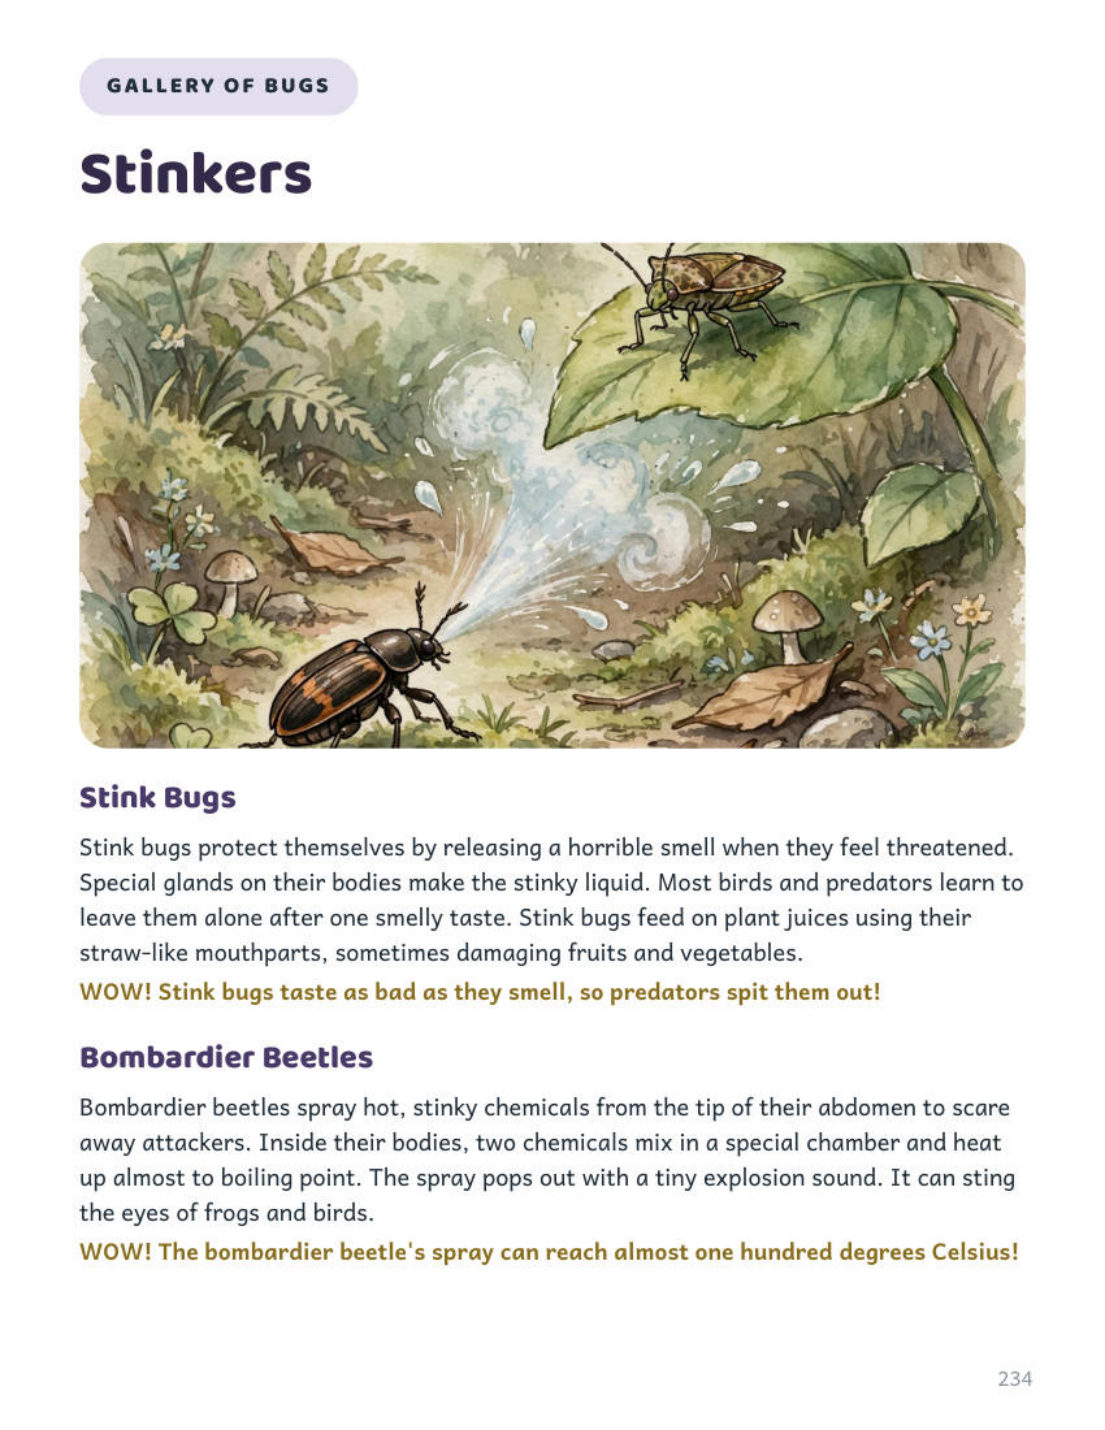 GALLERY OF BUGS
Stinkers
Stink Bugs
Stink bugs protect themselves by releasing a horrible smell when they feel threatened.
Special glands on their bodies make the stinky liquid. Most birds and predators learn to
leave them alone after one smelly taste. Stink bugs feed on plant juices using their
straw-like mouthparts, sometimes damaging fruits and vegetables.
WOW! Stink bugs taste as bad as they smell, so predators spit them out!
Bombardier Beetles
Bombardier beetles spray hot, stinky chemicals from the tip of their abdomen to scare
away attackers. Inside their bodies, two chemicals mix in a special chamber and heat
up almost to boiling point. The spray pops out with a tiny explosion sound. It can sting
the eyes of frogs and birds.
WOW! The bombardier beetle's spray can reach almost one hundred degrees Celsius!
234